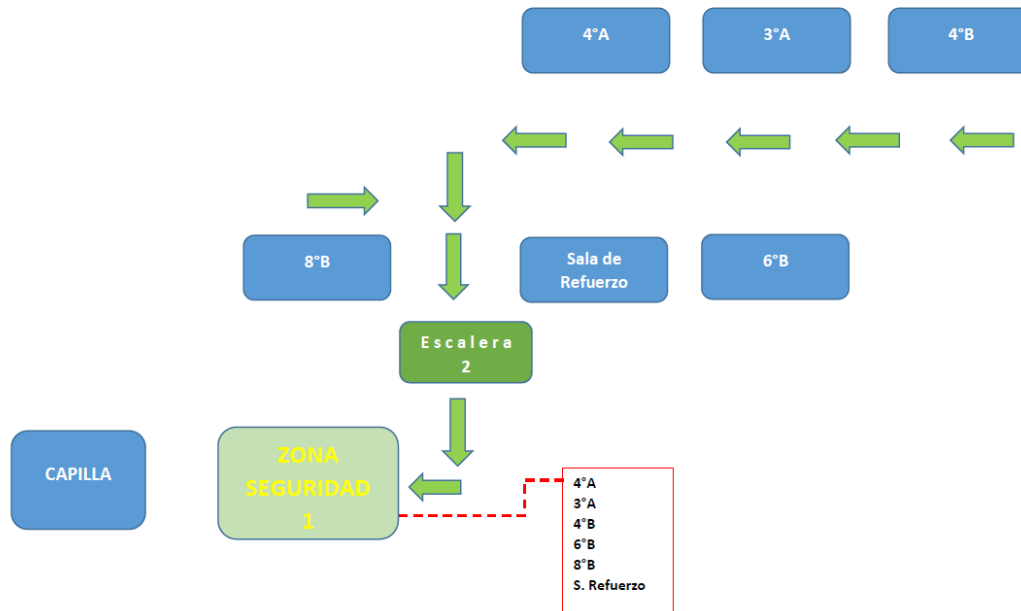 4°A
3°A
4°B
8°B
Sala de
Refuerzo
6°B
Escalera
2
CAPILLA
ZONA
SEGURIDAD
1
4°A
3°A
4°B
6°B
8°B
S. Refuerzo